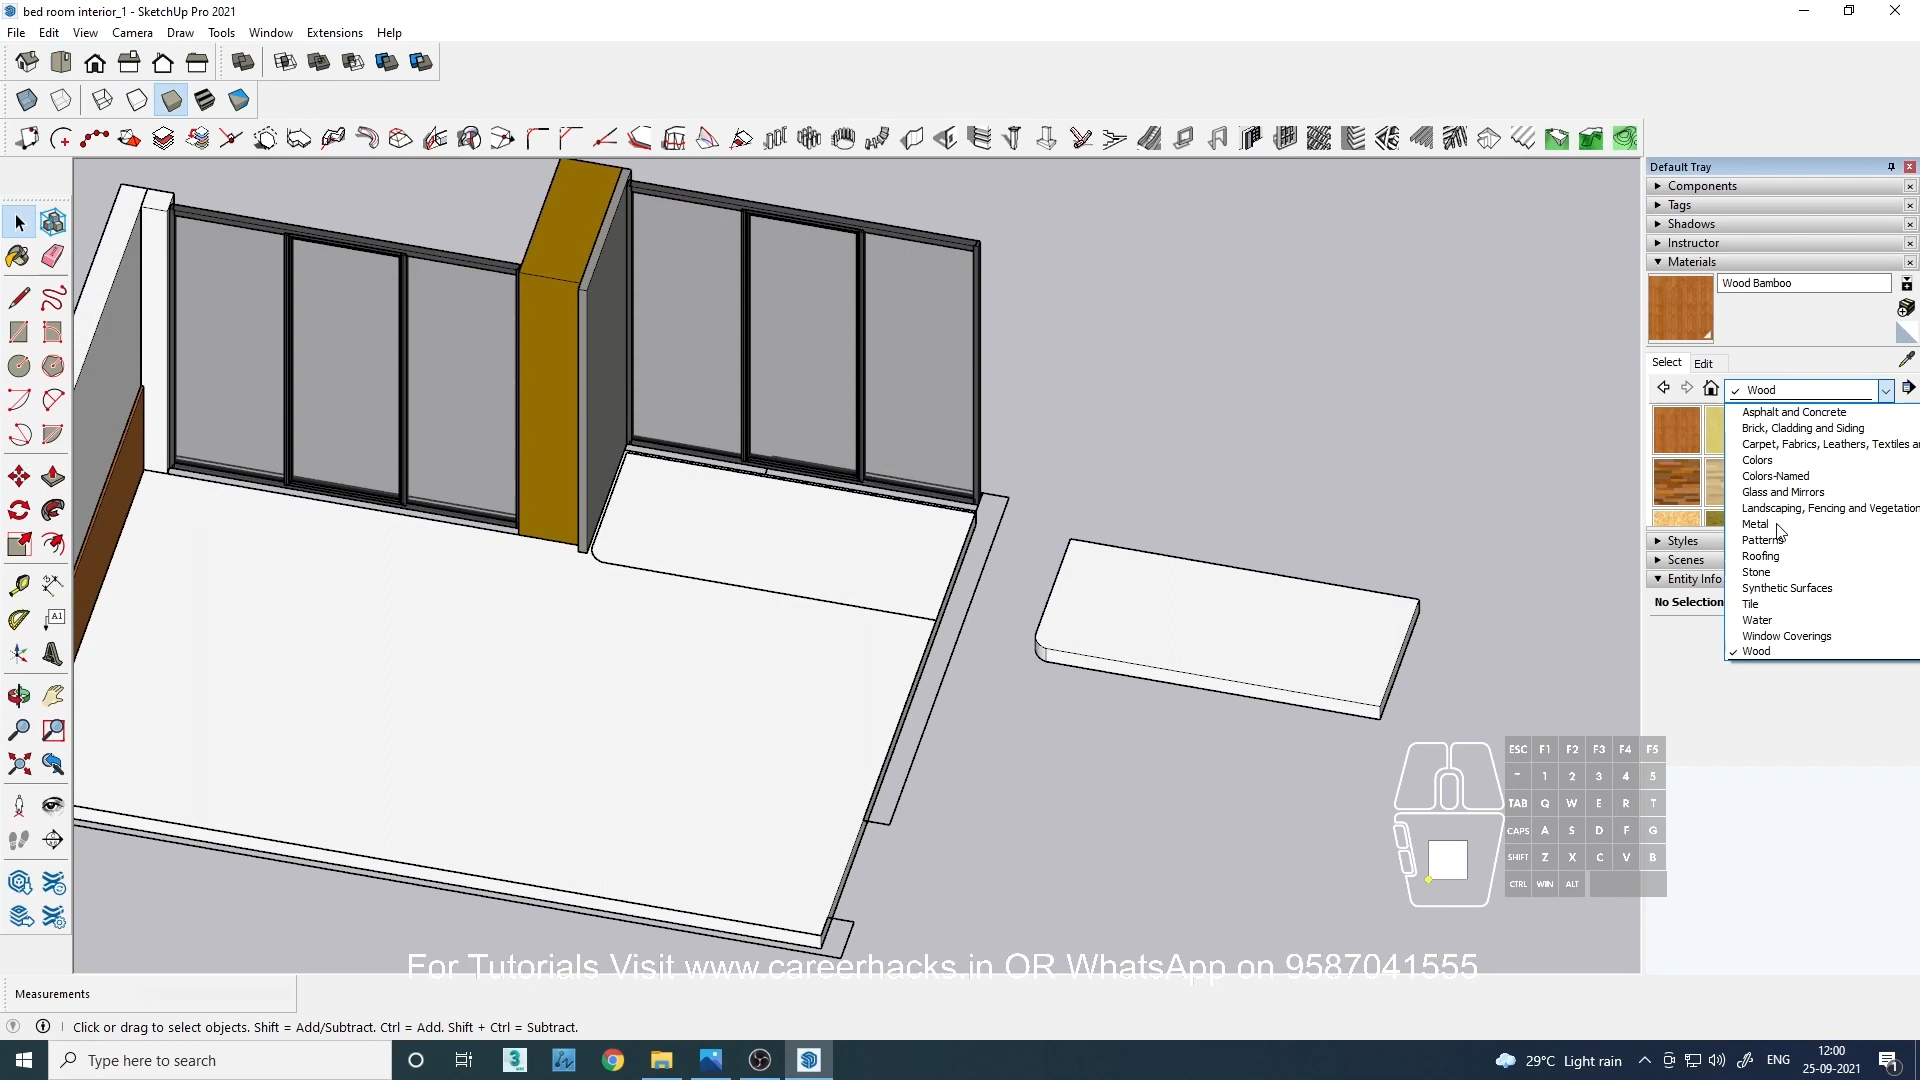 bed room interior_1 - SketchUp Pro 2021
File Edit View Camera Draw Tools Window Extensions Help
Default Tray
Components
Tags
Shadows
Instructor
Materials
Wood Bamboo
Select Edit
Wood
Asphalt and Concrete
Brick, Cladding and Siding
Carpet, Fabrics, Leathers, Textiles
Colors
Colors-Named
Glass and Mirrors
Landscaping, Fencing and Vegetation
Metal
Patterns
Roofing
Stone
Synthetic Surfaces
Tile
Water
Window Coverings
Wood
Styles
Scenes
Entity Info
No Selection
A1
ESC F1 F2 F3 F4 F5
~ 1 2 3 4 5
TAB Q W E R T
CAPS A S D F G
SHIFT Z X C V B
CTRL WIN ALT
For Tutorials Visit www.careerhacks.in OR WhatsApp on 9587041555
Measurements
Click or drag to select objects. Shift = Add/Subtract. Ctrl = Add. Shift + Ctrl = Subtract.
Type here to search
29°C Light rain
ENG
12:00
25-09-2021
1